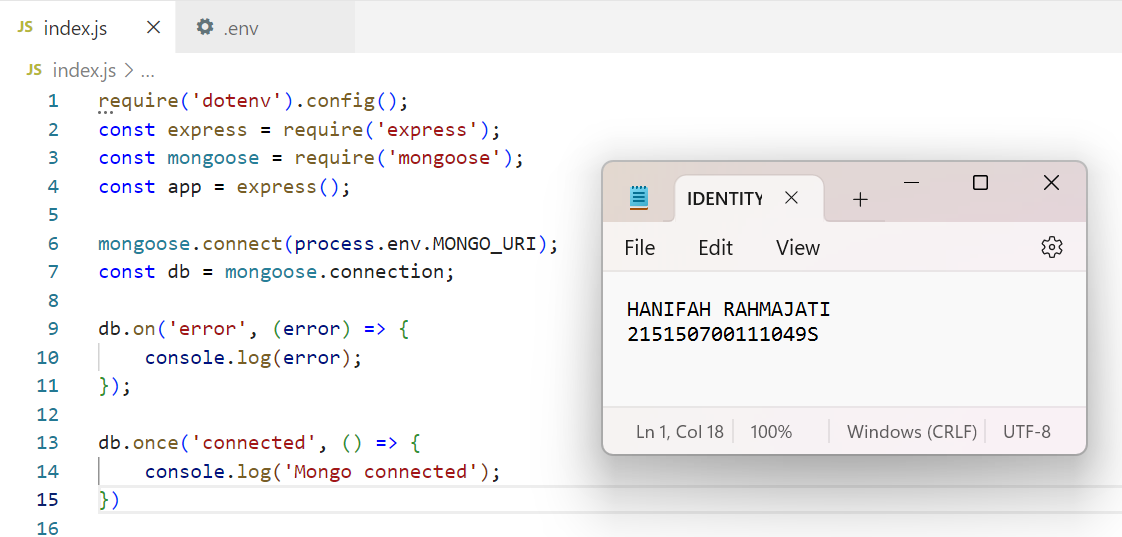 JS index.js
.env
JS index.js > ...
1 require('dotenv').config();
2 const express = require('express');
3 const mongoose = require('mongoose');
4 const app = express();
5
6 mongoose.connect(process.env.MONGO_URI);
7 const db = mongoose.connection;
8
9 db.on('error', (error) => {
10     console.log(error);
11 });
12
13 db.once('connected', () => {
14     console.log('Mongo connected');
15 })
16
IDENTITY
File Edit View
HANIFAH RAHMAJATI
215150700111049S
Ln 1, Col 18 100% Windows (CRLF) UTF-8